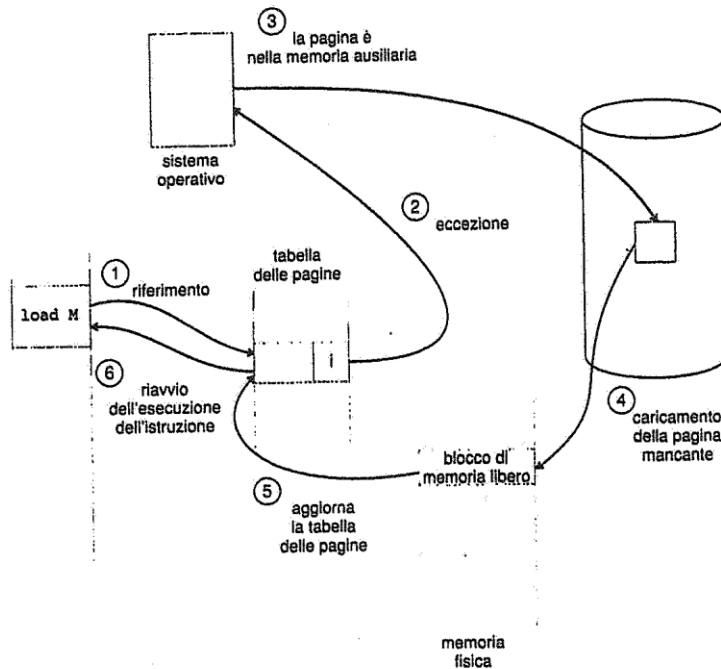 3
la pagina è
nella memoria ausiliaria
sistema
operativo
2
eccezione
1
riferimento
tabella
delle pagine
load M
i
6
riavvio
dell'esecuzione
dell'istruzione
4
caricamento
della pagina
mancante
blocco di
memoria libero
5
aggiorna
la tabella
delle pagine
memoria
fisica